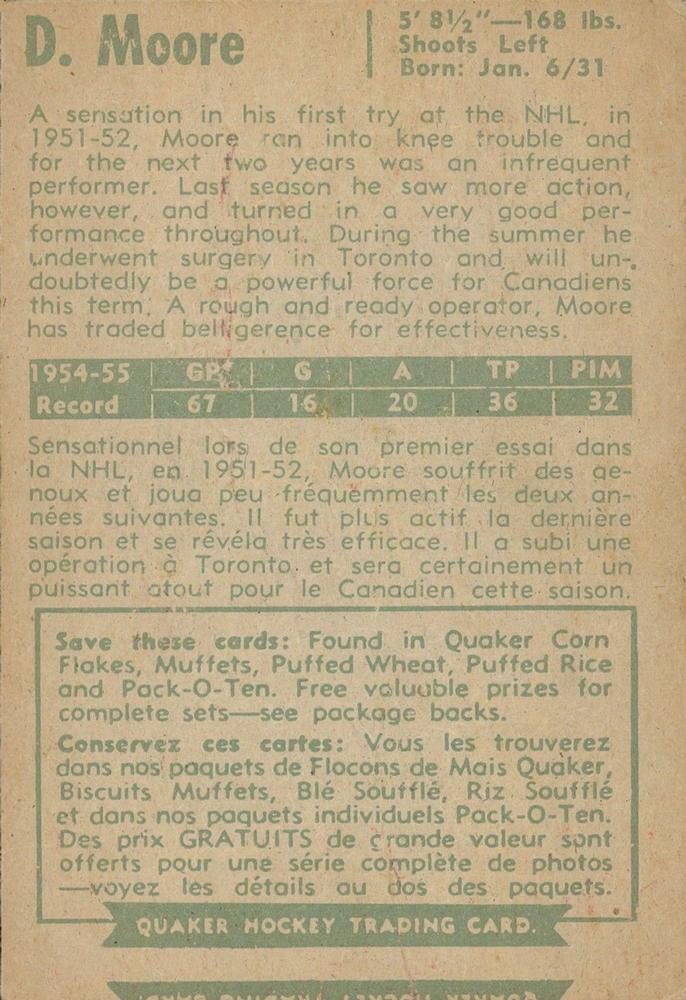 D. Moore
5' 8½"—168 lbs.
Shoots Left
Born: Jan. 6/31
A sensation in his first try at the NHL, in
1951-52, Moore ran into knee trouble and
for the next two years was an infrequent
performer. Last season he saw more action,
however, and turned in a very good per-
formance throughout. During the summer he
underwent surgery in Toronto and will un-
doubtedly be a powerful force for Canadiens
this term. A rough and ready operator, Moore
has traded belligerence for effectiveness.
1954-55 GP G A TP PIM
Record 67 16 20 36 32
Sensationnel lors de son premier essai dans
la NHL, en 1951-52, Moore souffrit des ge-
noux et joua peu fréquemment les deux an-
nées suivantes. Il fut plus actif la dernière
saison et se révéla très efficace. Il a subi une
opération à Toronto et sera certainement un
puissant atout pour le Canadien cette saison.
Save these cards: Found in Quaker Corn
Flakes, Muffets, Puffed Wheat, Puffed Rice
and Pack-O-Ten. Free valuable prizes for
complete sets—see package backs.
Conservez ces cartes: Vous les trouverez
dans nos paquets de Flocons de Mais Quaker,
Biscuits Muffets, Blé Soufflé, Riz Soufflé
et dans nos paquets individuels Pack-O-Ten.
Des prix GRATUITS de grande valeur sont
offerts pour une série complète de photos
—voyez les détails au dos des paquets.
QUAKER HOCKEY TRADING CARD.